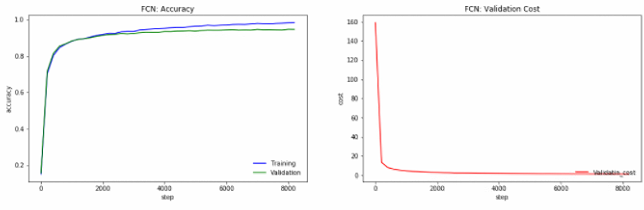 FCN: Accuracy
1.0
0.8
0.6
0.4
0.2
accuracy
0
2000
4000
6000
8000
step
Training
Validation
FCN: Validation Cost
160
140
120
100
80
60
40
20
0
cost
0
2000
4000
6000
8000
step
Validatin_cost